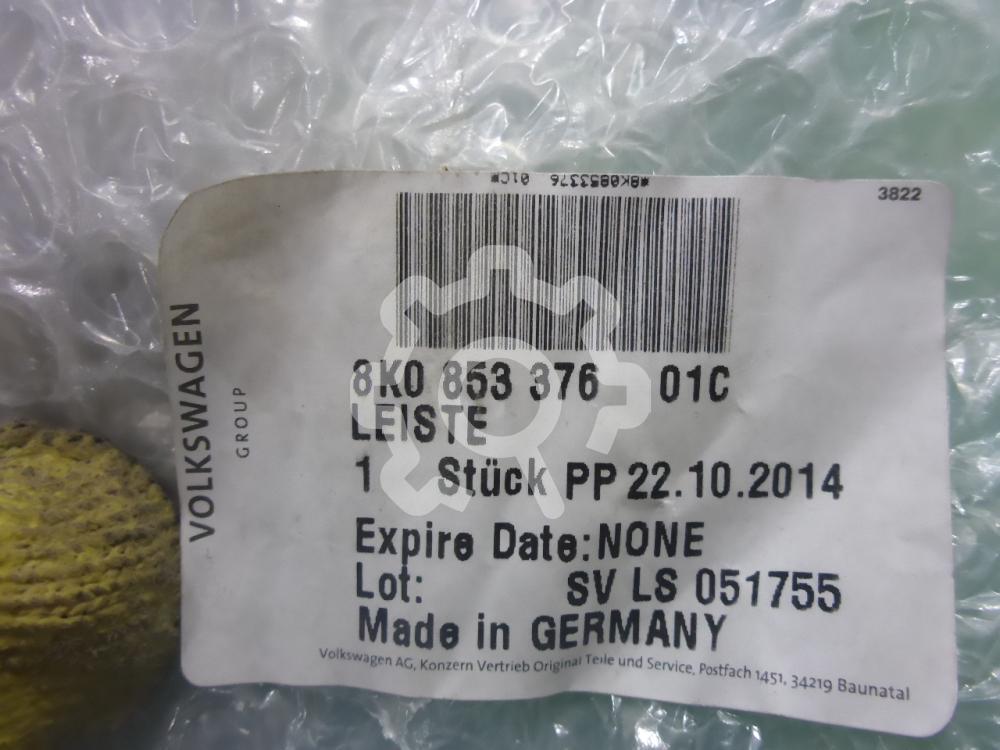 *8K0853376 01C*
3822
VOLKSWAGEN
GROUP
8K0 853 376 01C
LEISTE
1 Stück PP 22.10.2014
Expire Date:NONE
Lot: SV LS 051755
Made in GERMANY
Volkswagen AG, Konzern Vertrieb Original Teile und Service, Postfach 1451, 34219 Baunatal